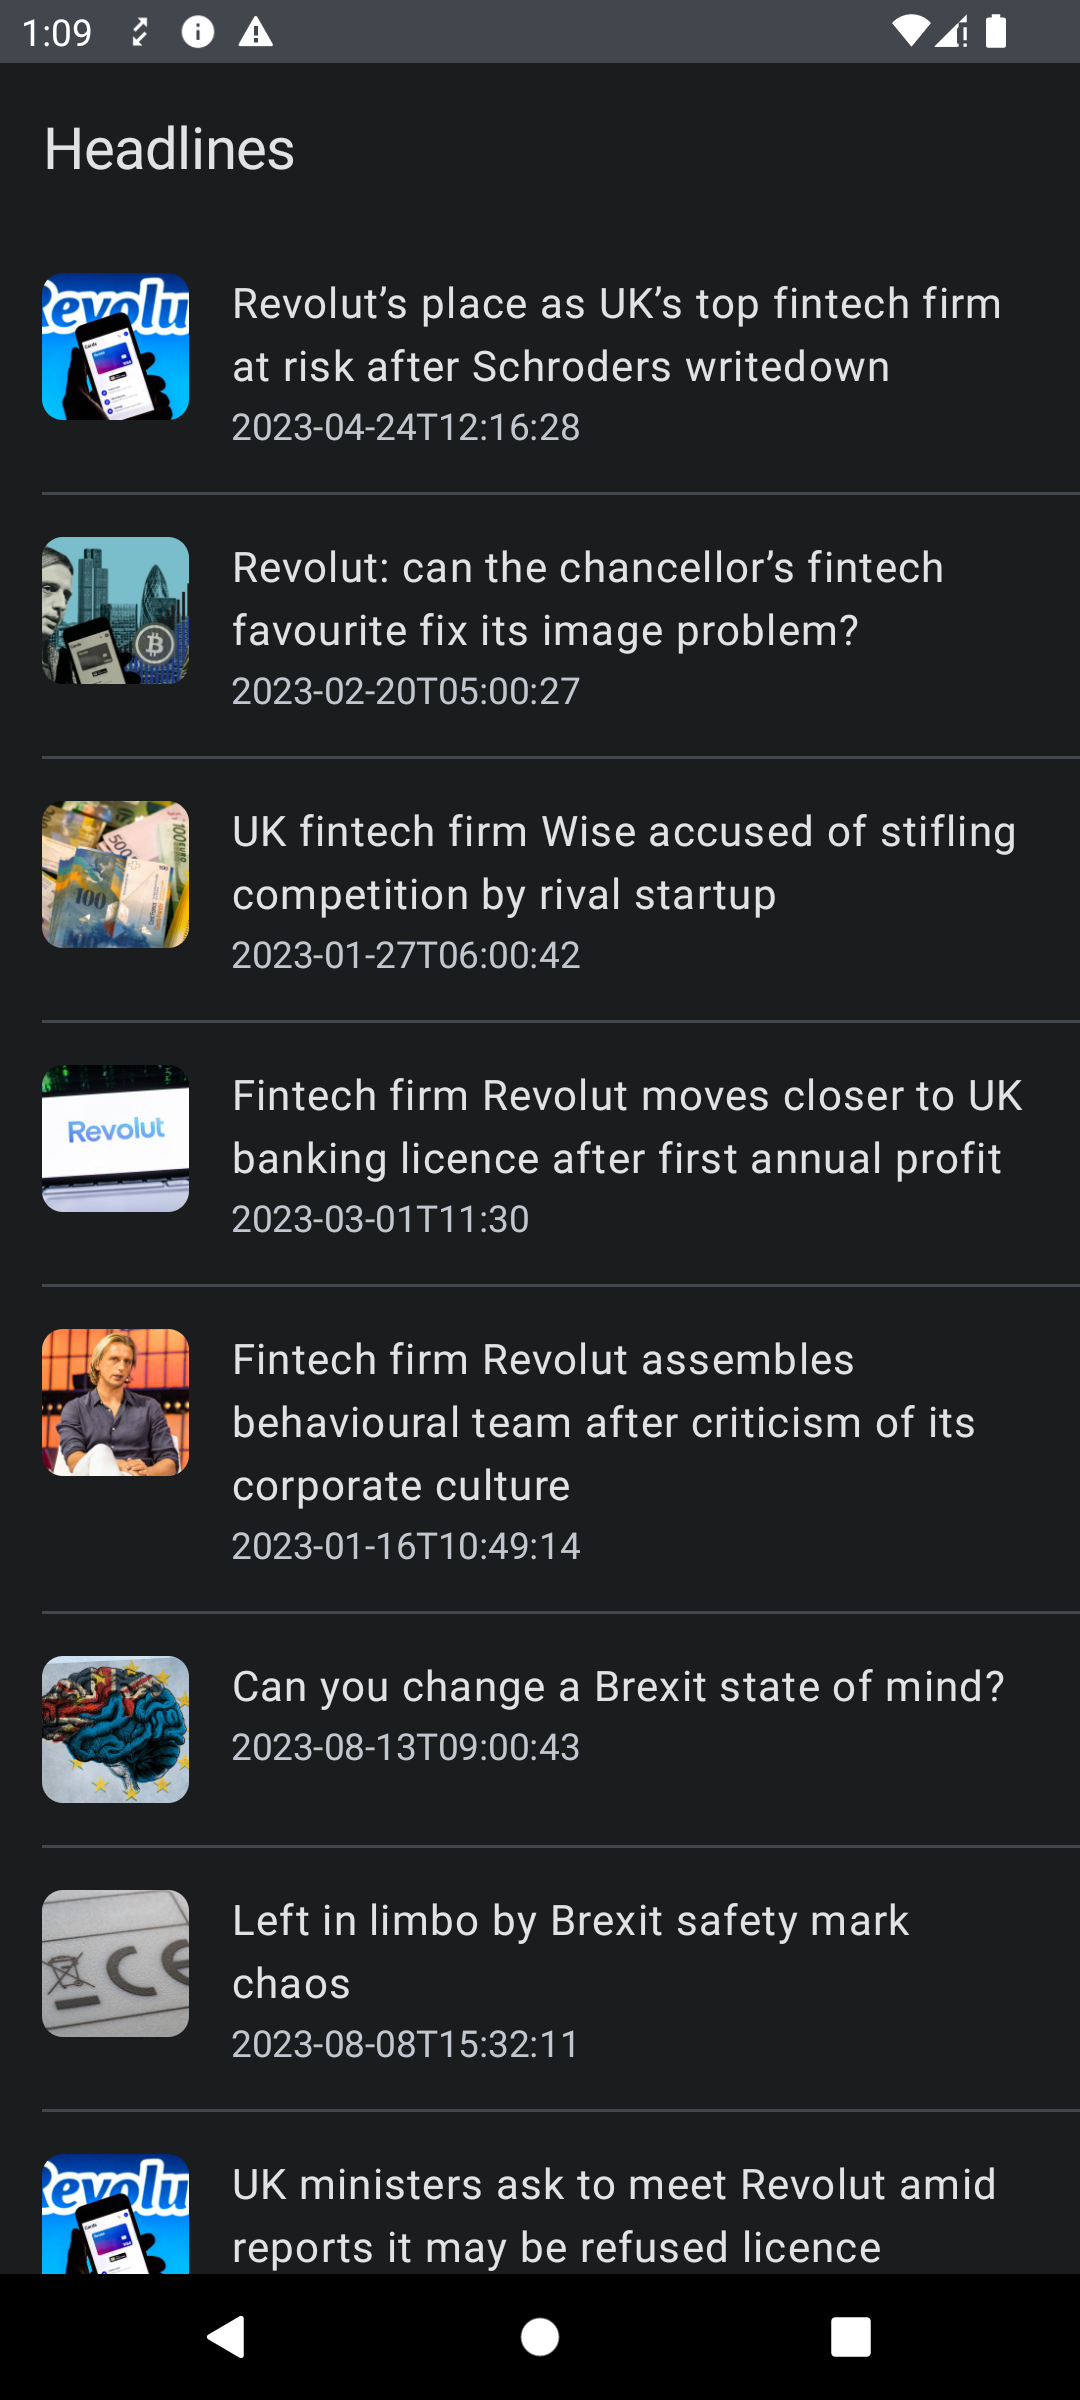 1:09
Headlines
Revolut’s place as UK’s top fintech firm
at risk after Schroders writedown
2023-04-24T12:16:28
Revolut: can the chancellor’s fintech
favourite fix its image problem?
2023-02-20T05:00:27
UK fintech firm Wise accused of stifling
competition by rival startup
2023-01-27T06:00:42
Revolut
Fintech firm Revolut moves closer to UK
banking licence after first annual profit
2023-03-01T11:30
Fintech firm Revolut assembles
behavioural team after criticism of its
corporate culture
2023-01-16T10:49:14
Can you change a Brexit state of mind?
2023-08-13T09:00:43
Left in limbo by Brexit safety mark
chaos
2023-08-08T15:32:11
UK ministers ask to meet Revolut amid
reports it may be refused licence